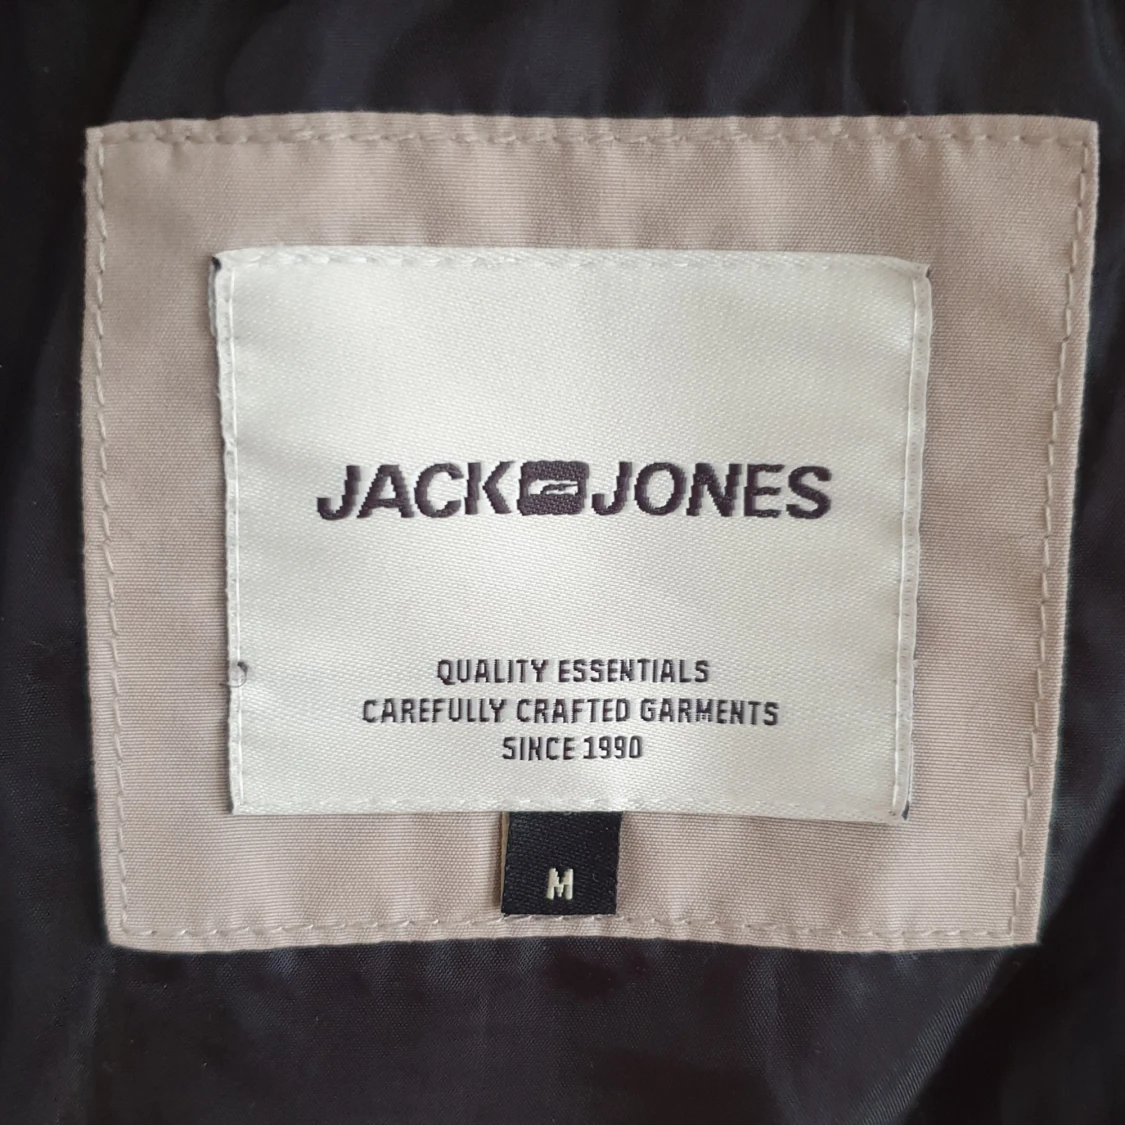 JACK JONES
QUALITY ESSENTIALS
CAREFULLY CRAFTED GARMENTS
SINCE 1990
M